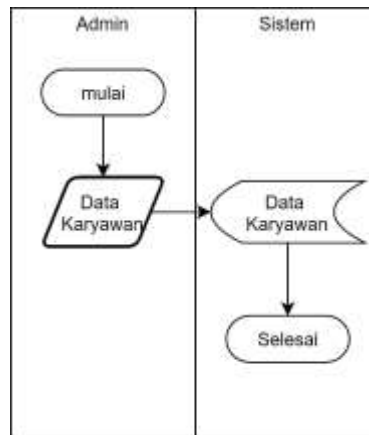 Admin
Sistem
mulai
Data
Karyawan
Data
Karyawan
Selesai